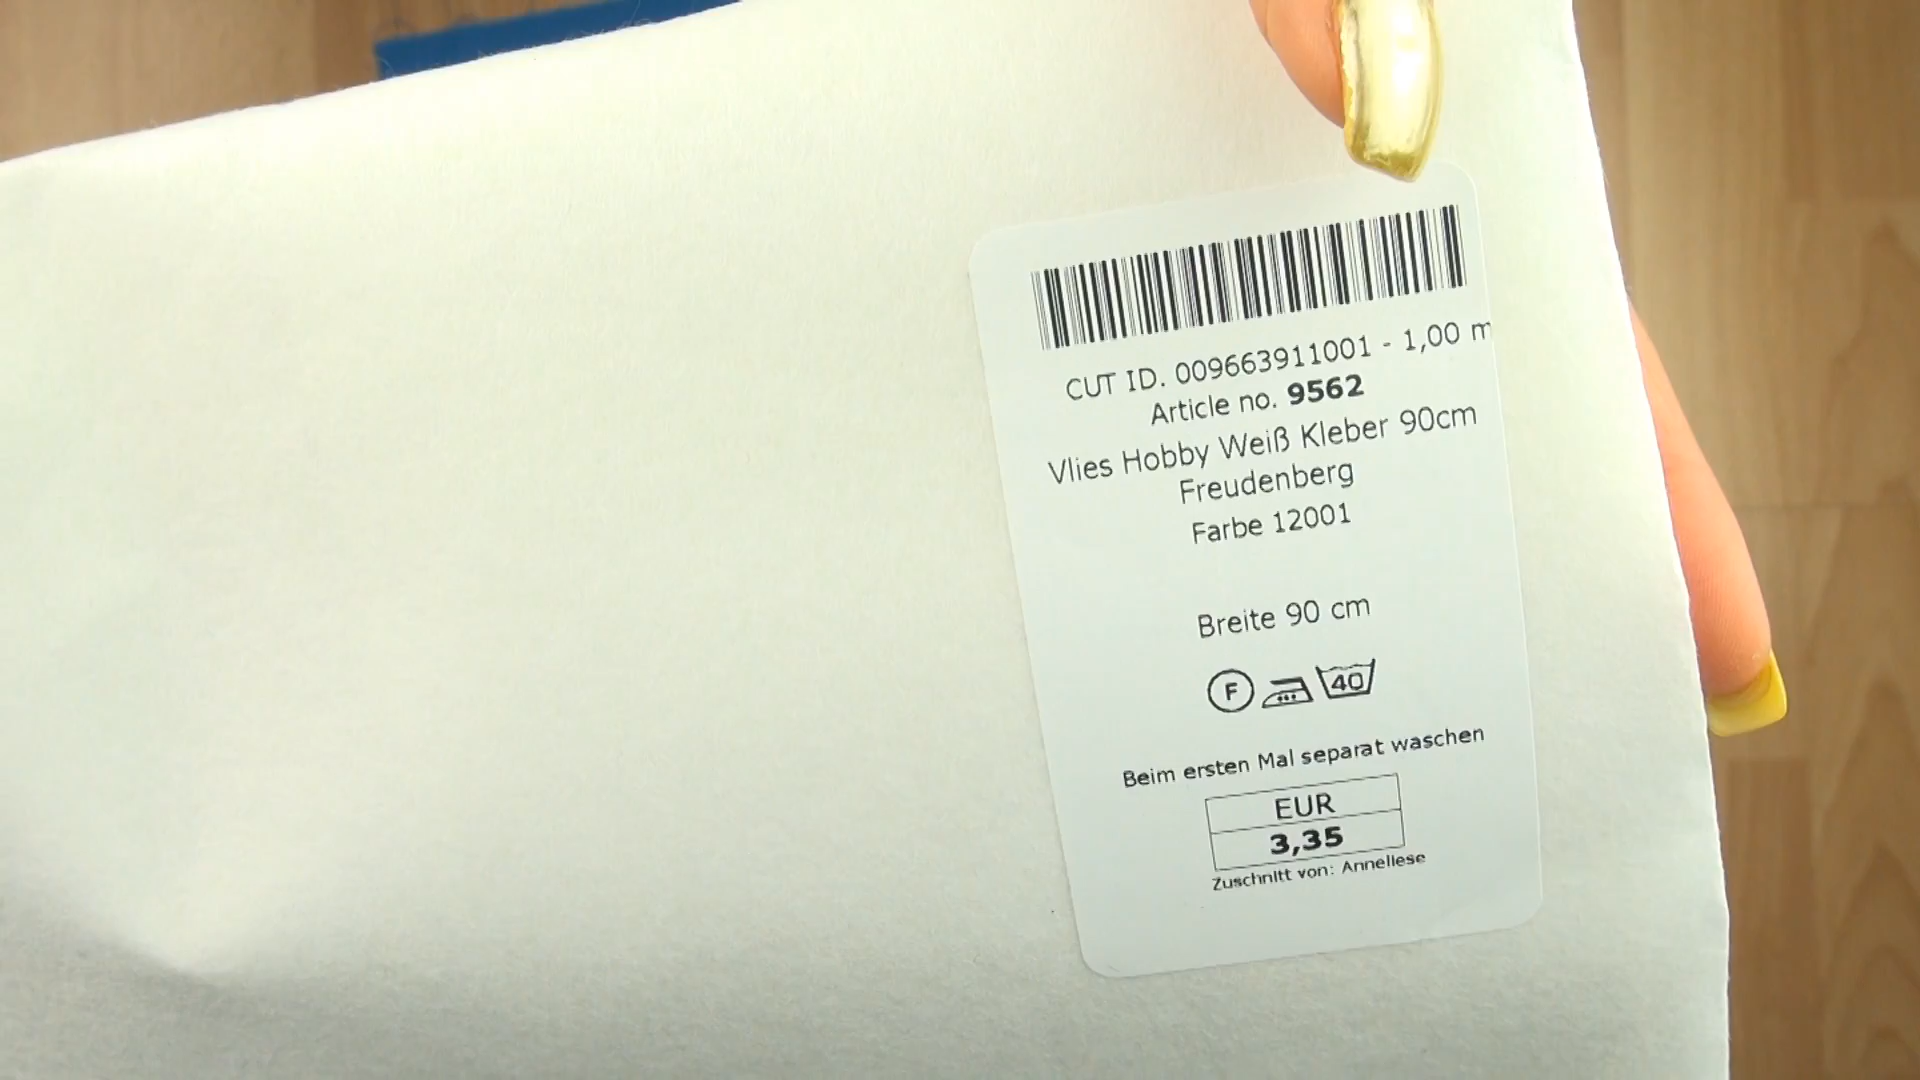 CUT ID. 009663911001 - 1,00 m
Article no. 9562
Vlies Hobby Weiß Kleber 90cm
Freudenberg
Farbe 12001
Breite 90 cm
F 40
Beim ersten Mal separat waschen
EUR
3,35
Zuschnitt von: Anneliese